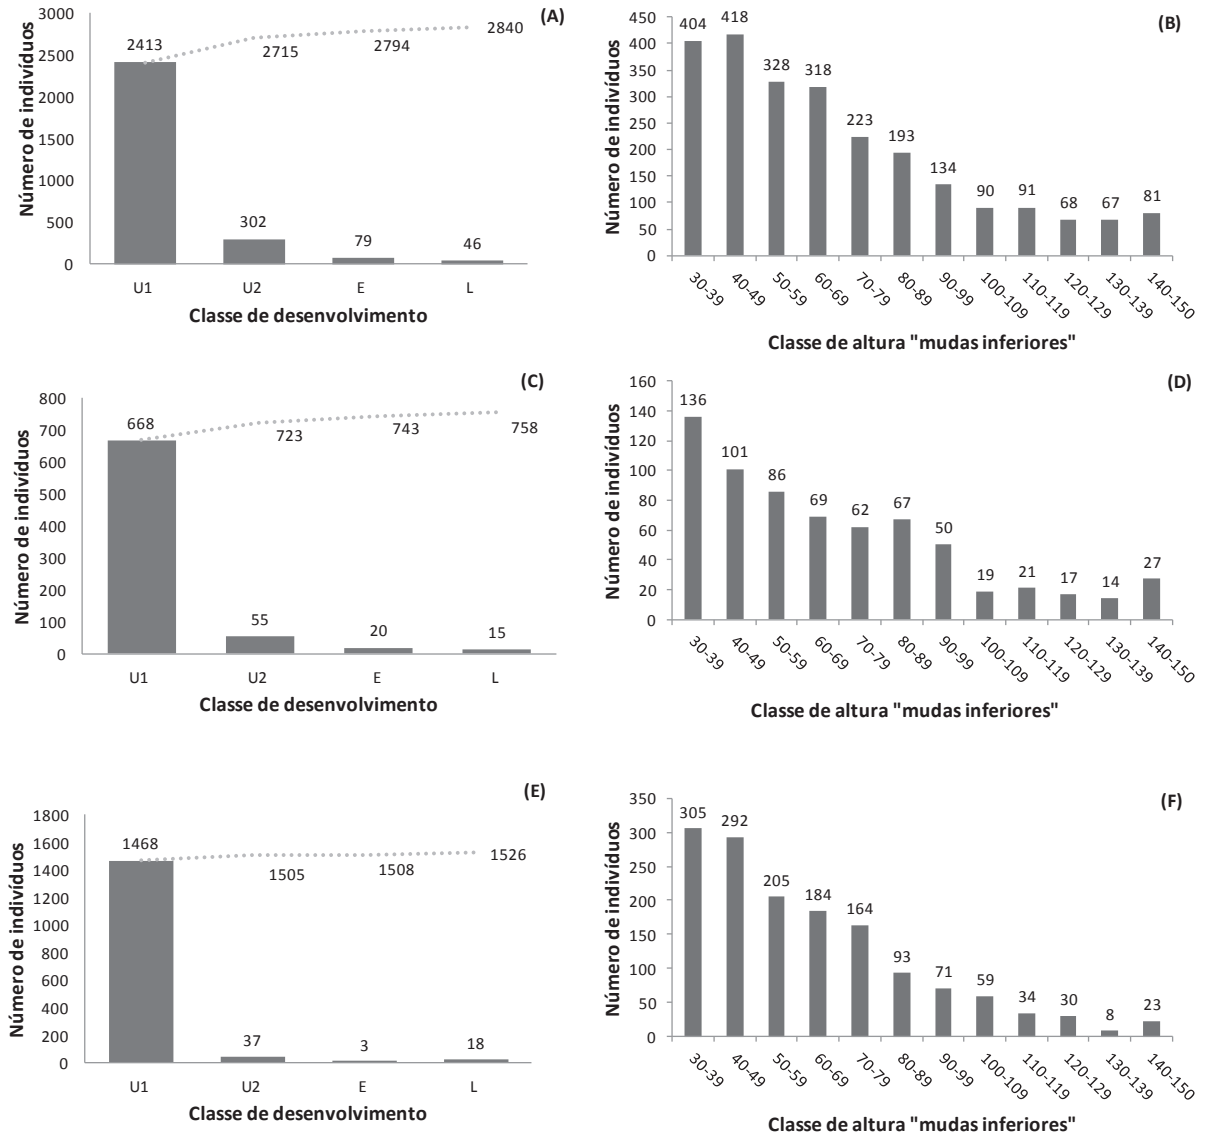 (A)
Número de indivíduos
3000
2500
2000
1500
1000
500
0
2413
2715
2794
2840
302
79
46
U1 U2 E L
Classe de desenvolvimento
(B)
Número de indivíduos
450
400
350
300
250
200
150
100
50
0
404 418 328 318 223 193 134 90 91 68 67 81
30-39 40-49 50-59 60-69 70-79 80-89 90-99 100-109 110-119 120-129 130-139 140-150
Classe de altura "mudas inferiores"
(C)
Número de indivíduos
800
700
600
500
400
300
200
100
0
668
723
743
758
55
20
15
U1 U2 E L
Classe de desenvolvimento
(D)
Número de indivíduos
160
140
120
100
80
60
40
20
0
136 101 86 69 62 67 50 19 21 17 14 27
30-39 40-49 50-59 60-69 70-79 80-89 90-99 100-109 110-119 120-129 130-139 140-150
Classe de altura "mudas inferiores"
(E)
Número de indivíduos
1800
1600
1400
1200
1000
800
600
400
200
0
1468
1505
1508
1526
37
3
18
U1 U2 E L
Classe de desenvolvimento
(F)
Número de indivíduos
350
300
250
200
150
100
50
0
305 292 205 184 164 93 71 59 34 30 8 23
30-39 40-49 50-59 60-69 70-79 80-89 90-99 100-109 110-119 120-129 130-139 140-150
Classe de altura "mudas inferiores"